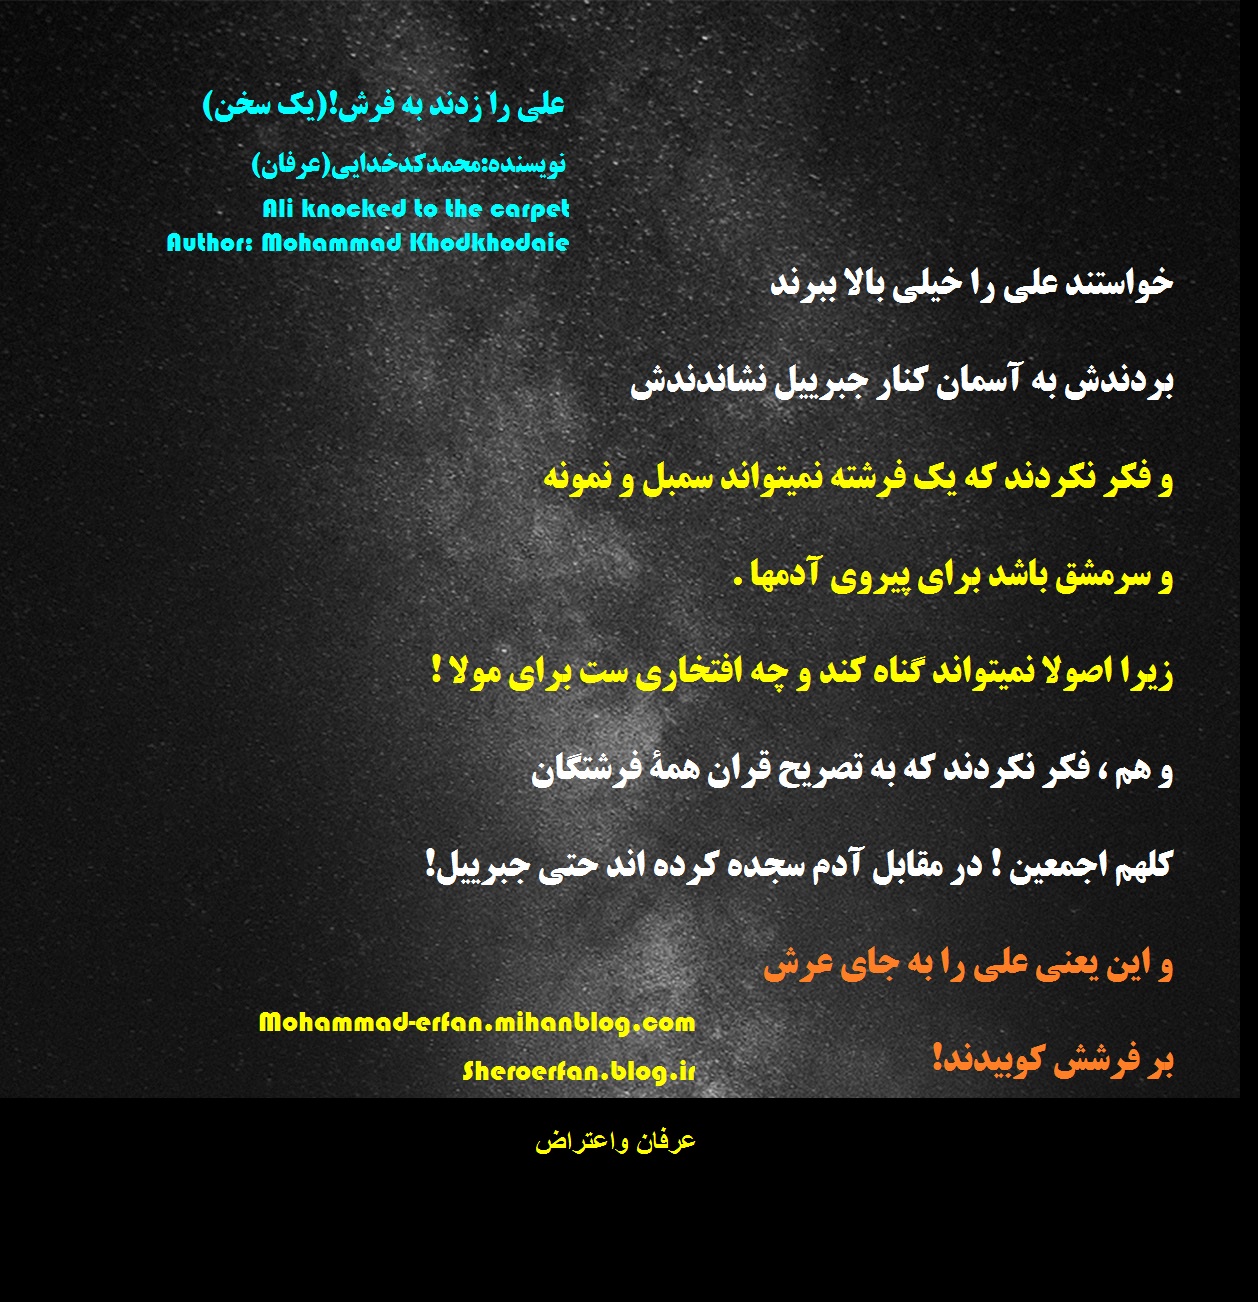 علی را زدند به فرش!(یک سخن)
نویسنده:محمدکدخدایی(عرفان)
Ali knocked to the carpet
Author: Mohammad Khodkhodaie
خواستند علی را خیلی بالا ببرند
بردندش به آسمان کنار جبرییل نشاندندش
و فکر نکردند که یک فرشته نمیتواند سمبل و نمونه
و سرمشق باشد برای پیروی آدمها .
زیرا اصولا نمیتواند گناه کند و چه افتخاری ست برای مولا !
و هم ، فکر نکردند که به تصریح قران همۀ فرشتگان
کلهم اجمعین ! در مقابل آدم سجده کرده اند حتی جبرییل!
و این یعنی علی را به جای عرش
بر فرشش کوبیدند!
Mohammad-erfan.mihanblog.com
Sheroerfan.blog.ir
عرفان واعتراض